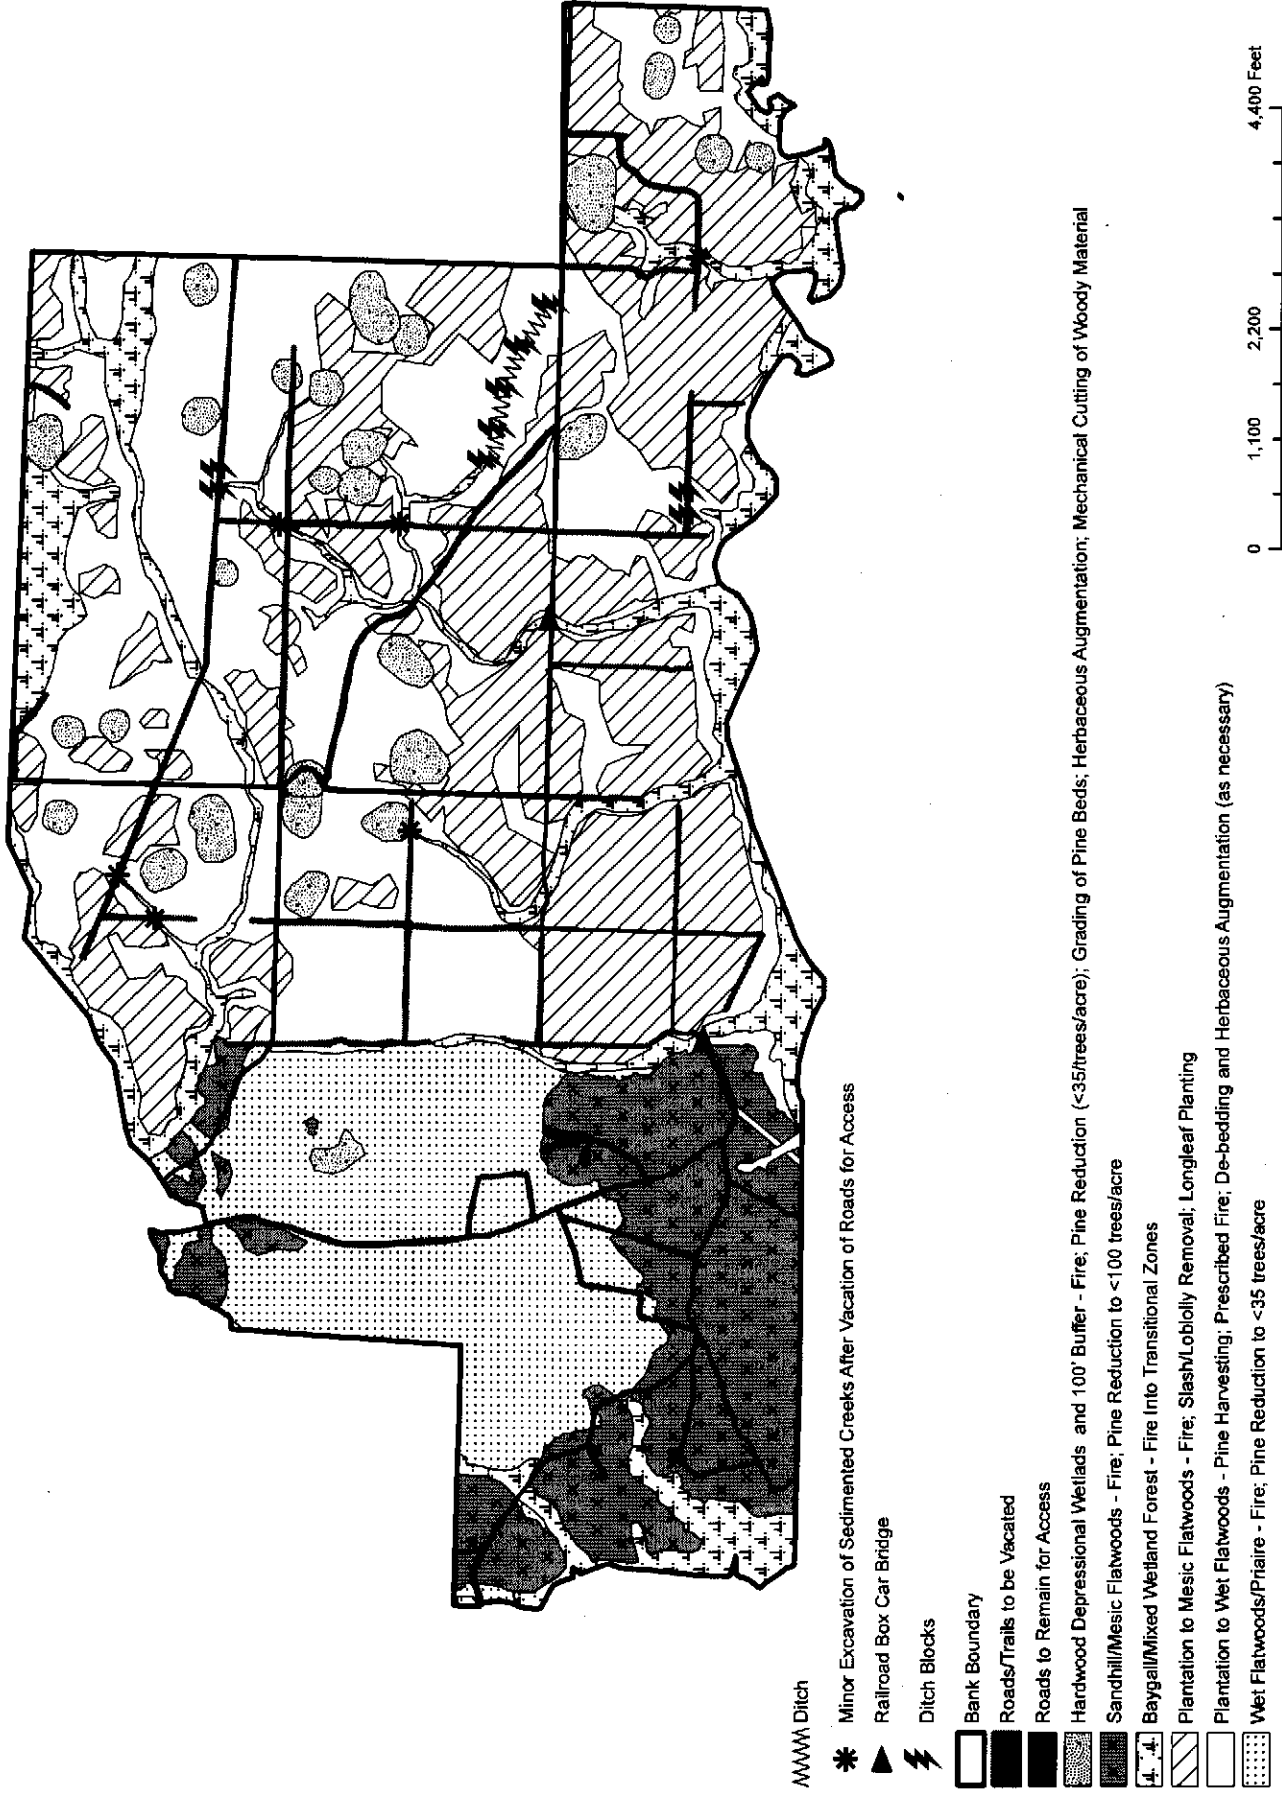 Ditch
Minor Excavation of Sedimented Creeks After Vacation of Roads for Access
Railroad Box Car Bridge
Ditch Blocks
Bank Boundary
Roads/Trails to be Vacated
Roads to Remain for Access
Hardwood Depressional Wetlads and 100' Buffer - Fire; Pine Reduction (<35/trees/acre); Grading of Pine Beds; Herbaceous Augmentation; Mechanical Cutting of Woody Material
Sandhill/Mesic Flatwoods - Fire; Pine Reduction to <100 trees/acre
Baygall/Mixed Wetland Forest - Fire Into Transitional Zones
Plantation to Mesic Flatwoods - Fire; Slash/Loblolly Removal; Longleaf Planting
Plantation to Wet Flatwoods - Pine Harvesting; Prescribed Fire; De-bedding and Herbaceous Augmentation (as necessary)
Wet Flatwoods/Priaire - Fire; Pine Reduction to <35 trees/acre
0 1,100 2,200 4,400 Feet